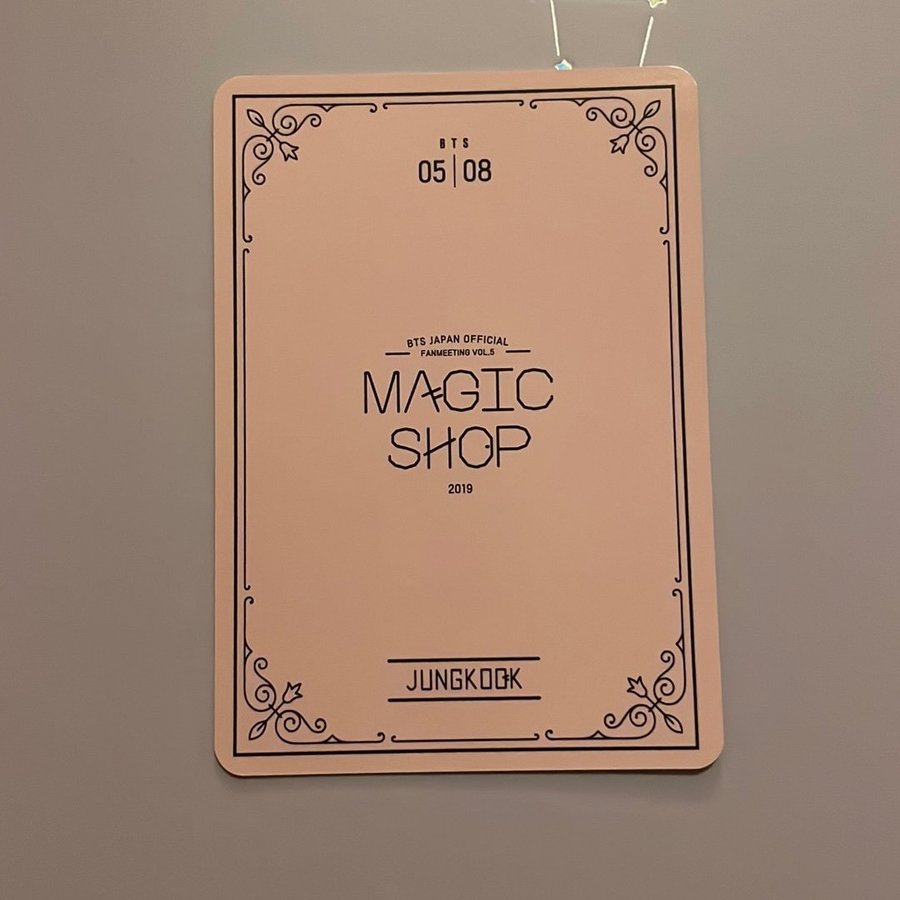 BTS
05|08
BTS JAPAN OFFICIAL
FANMEETING VOL.5
MAGIC
SHOP
2019
JUNGKOOK